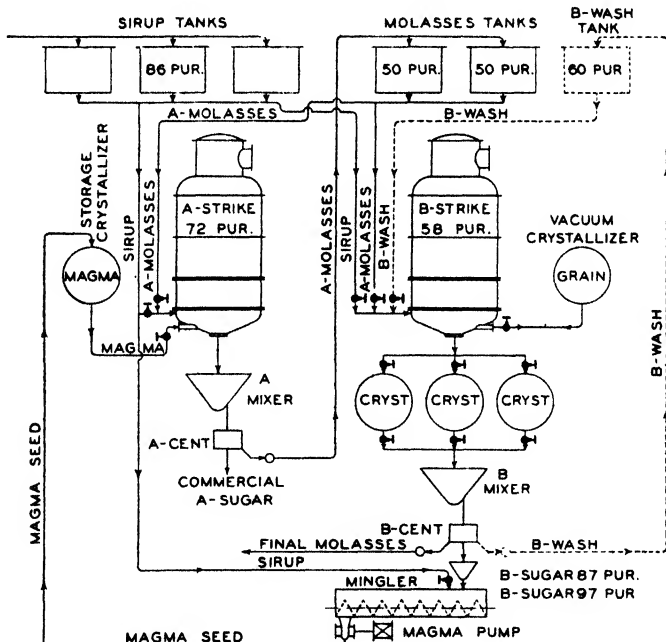 SIRUP TANKS
MOLASSES TANKS
B-WASH
TANK
86 PUR.
50 PUR.
50 PUR.
60 PUR
A-MOLASSES
B-WASH
STORAGE
CRYSTALLIZER
SIRUP
A-MOLASSES
A-STRIKE
72 PUR.
A-MOLASSES
SIRUP
A-MOLASSES
B-WASH
B-STRIKE
58 PUR.
VACUUM
CRYSTALLIZER
MAGMA
GRAIN
MAGMA
A
MIXER
CRYST
CRYST
CRYST
B-WASH
A-CENT
COMMERCIAL
A-SUGAR
B
MIXER
MAGMA SEED
B-CENT
FINAL MOLASSES
B-WASH
SIRUP
MINGLER
B-SUGAR 87 PUR.
B-SUGAR 97 PUR
MAGMA SEED
MAGMA PUMP